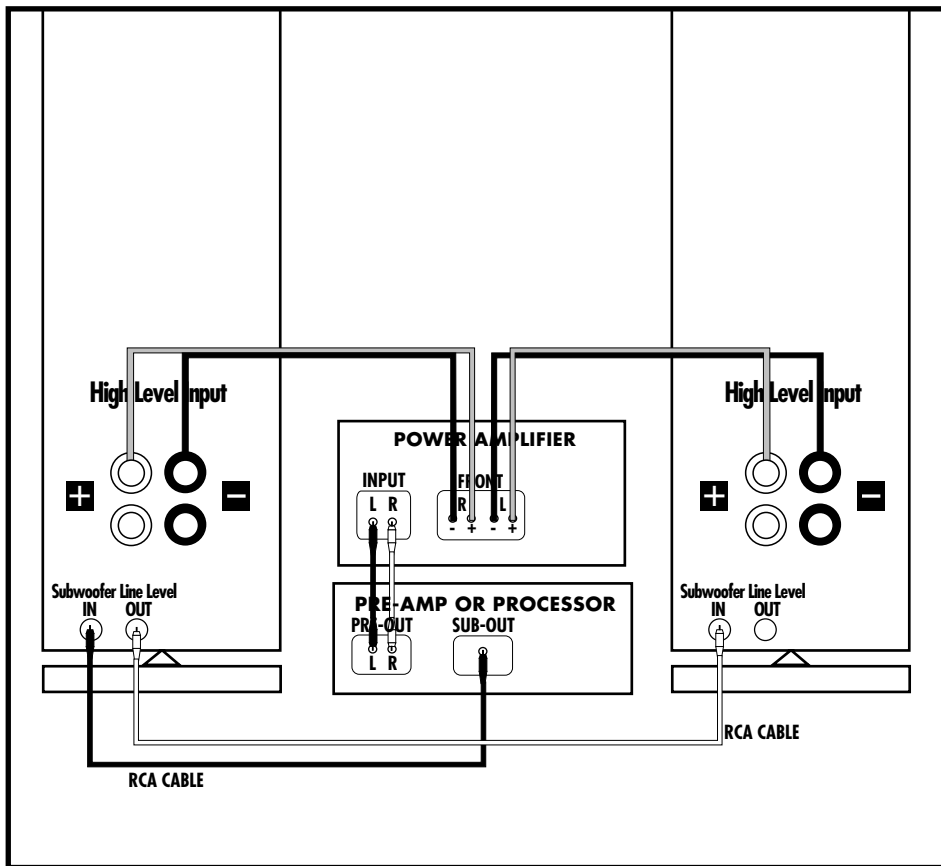 High Level Input
+
-
Subwoofer Line Level
IN OUT
POWER AMPLIFIER
INPUT
L R
FRONT
R L
- + - +
PRE-AMP OR PROCESSOR
PRE-OUT
L R
SUB-OUT
High Level Input
+
-
Subwoofer Line Level
IN OUT
RCA CABLE
RCA CABLE